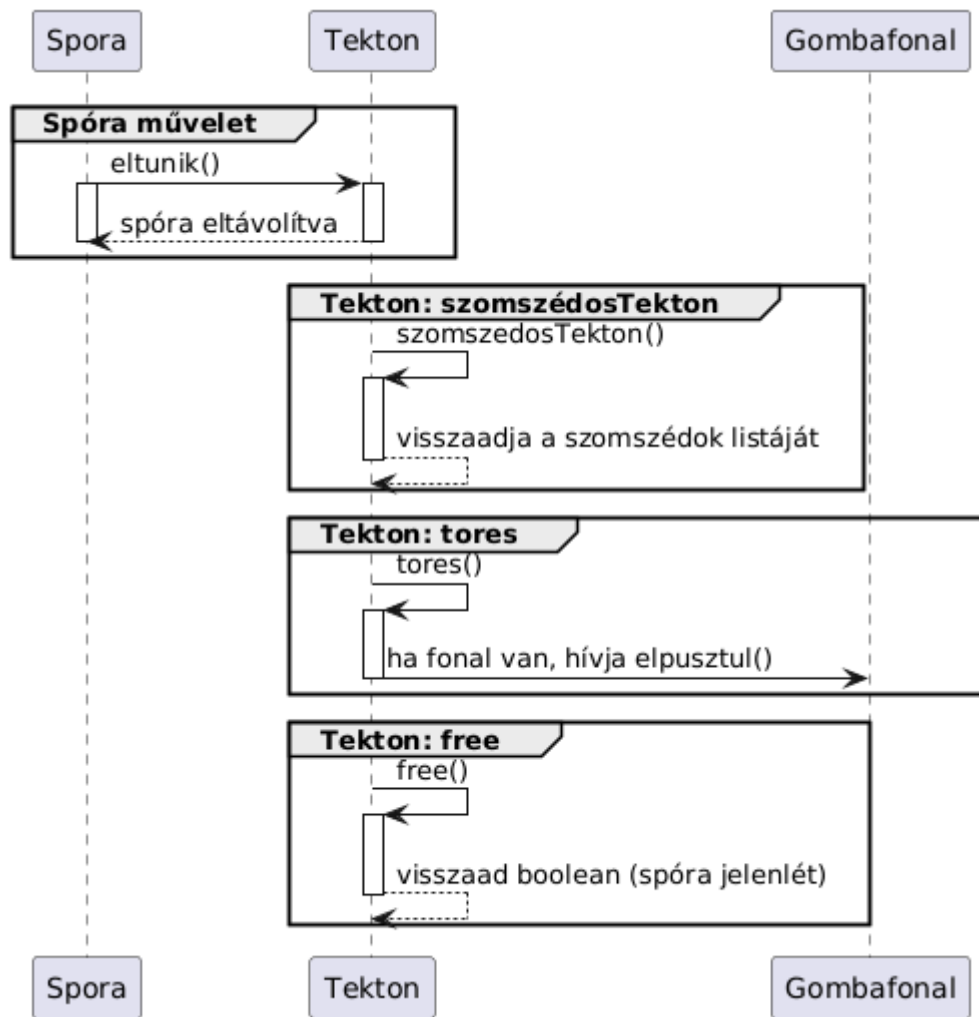 Spora Tekton Gombafonal
Spóra művelet
eltunik()
spóra eltávolítva
Tekton: szomszédosTekton
szomszedosTekton()
visszaadja a szomszédok listáját
Tekton: tores
tores()
ha fonal van, hívja elpusztul()
Tekton: free
free()
visszaad boolean (spóra jelenlét)
Spora Tekton Gombafonal